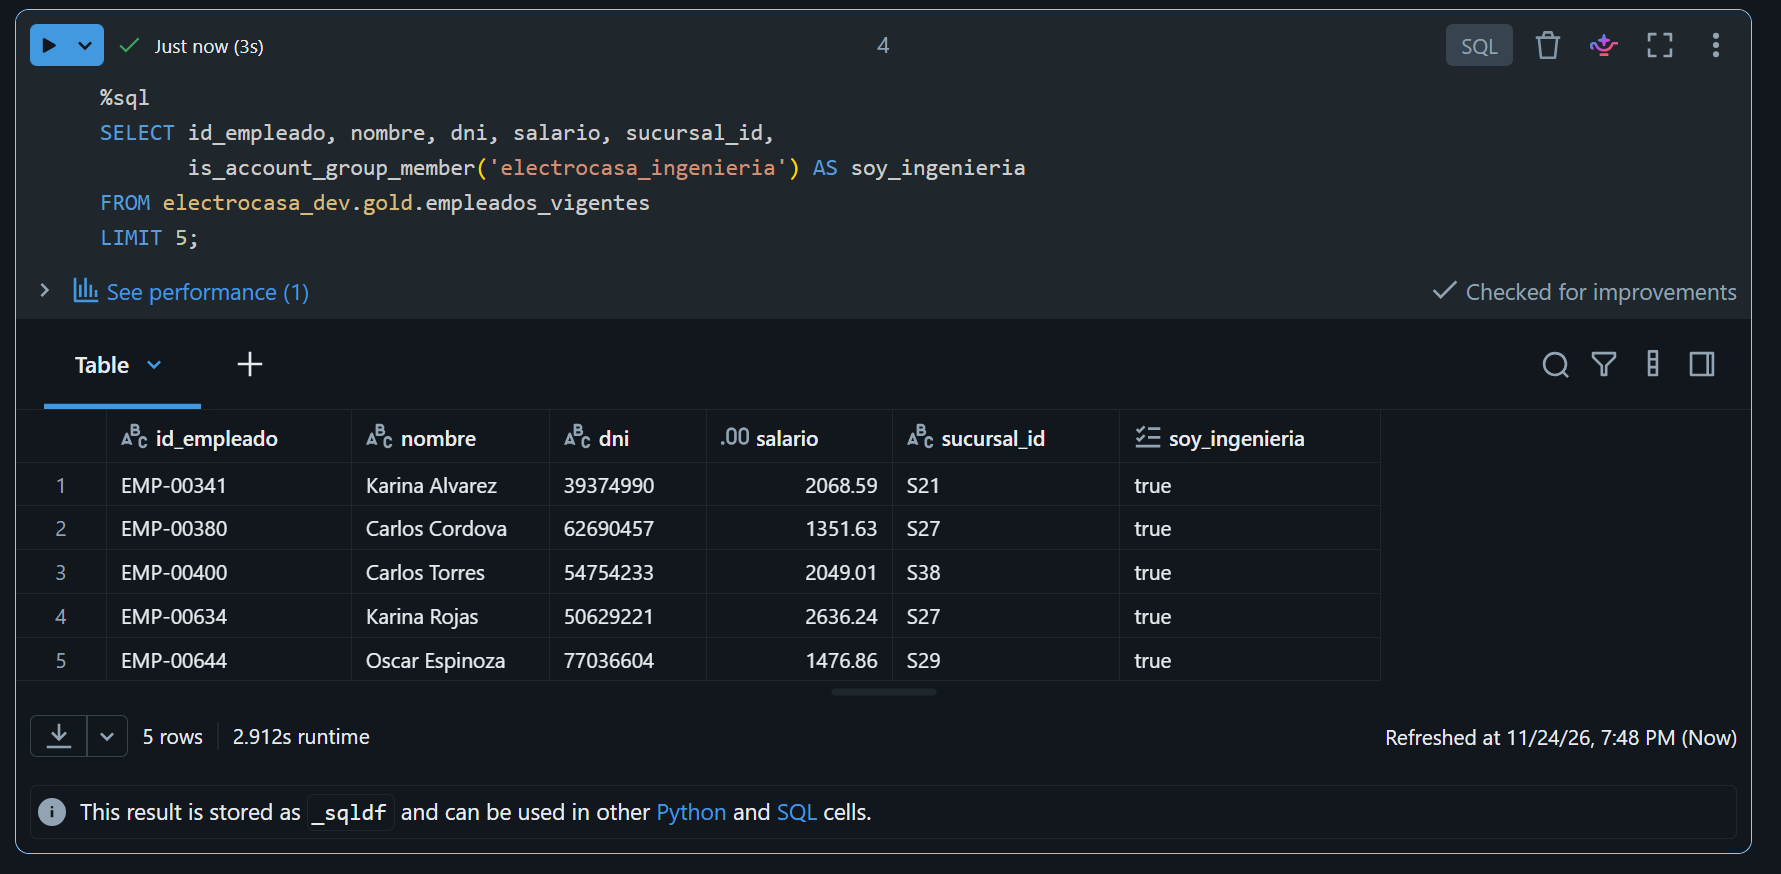 Just now (3s)
4
SQL
%sql
SELECT id_empleado, nombre, dni, salario, sucursal_id,
is_account_group_member('electrocasa_ingenieria') AS soy_ingenieria
FROM electrocasa_dev.gold.empleados_vigentes
LIMIT 5;
See performance (1)
Checked for improvements
Table
id_empleado nombre dni .00 salario sucursal_id soy_ingenieria
1 EMP-00341 Karina Alvarez 39374990 2068.59 S21 true
2 EMP-00380 Carlos Cordova 62690457 1351.63 S27 true
3 EMP-00400 Carlos Torres 54754233 2049.01 S38 true
4 EMP-00634 Karina Rojas 50629221 2636.24 S27 true
5 EMP-00644 Oscar Espinoza 77036604 1476.86 S29 true
5 rows 2.912s runtime
Refreshed at 11/24/26, 7:48 PM (Now)
This result is stored as _sqldf and can be used in other Python and SQL cells.